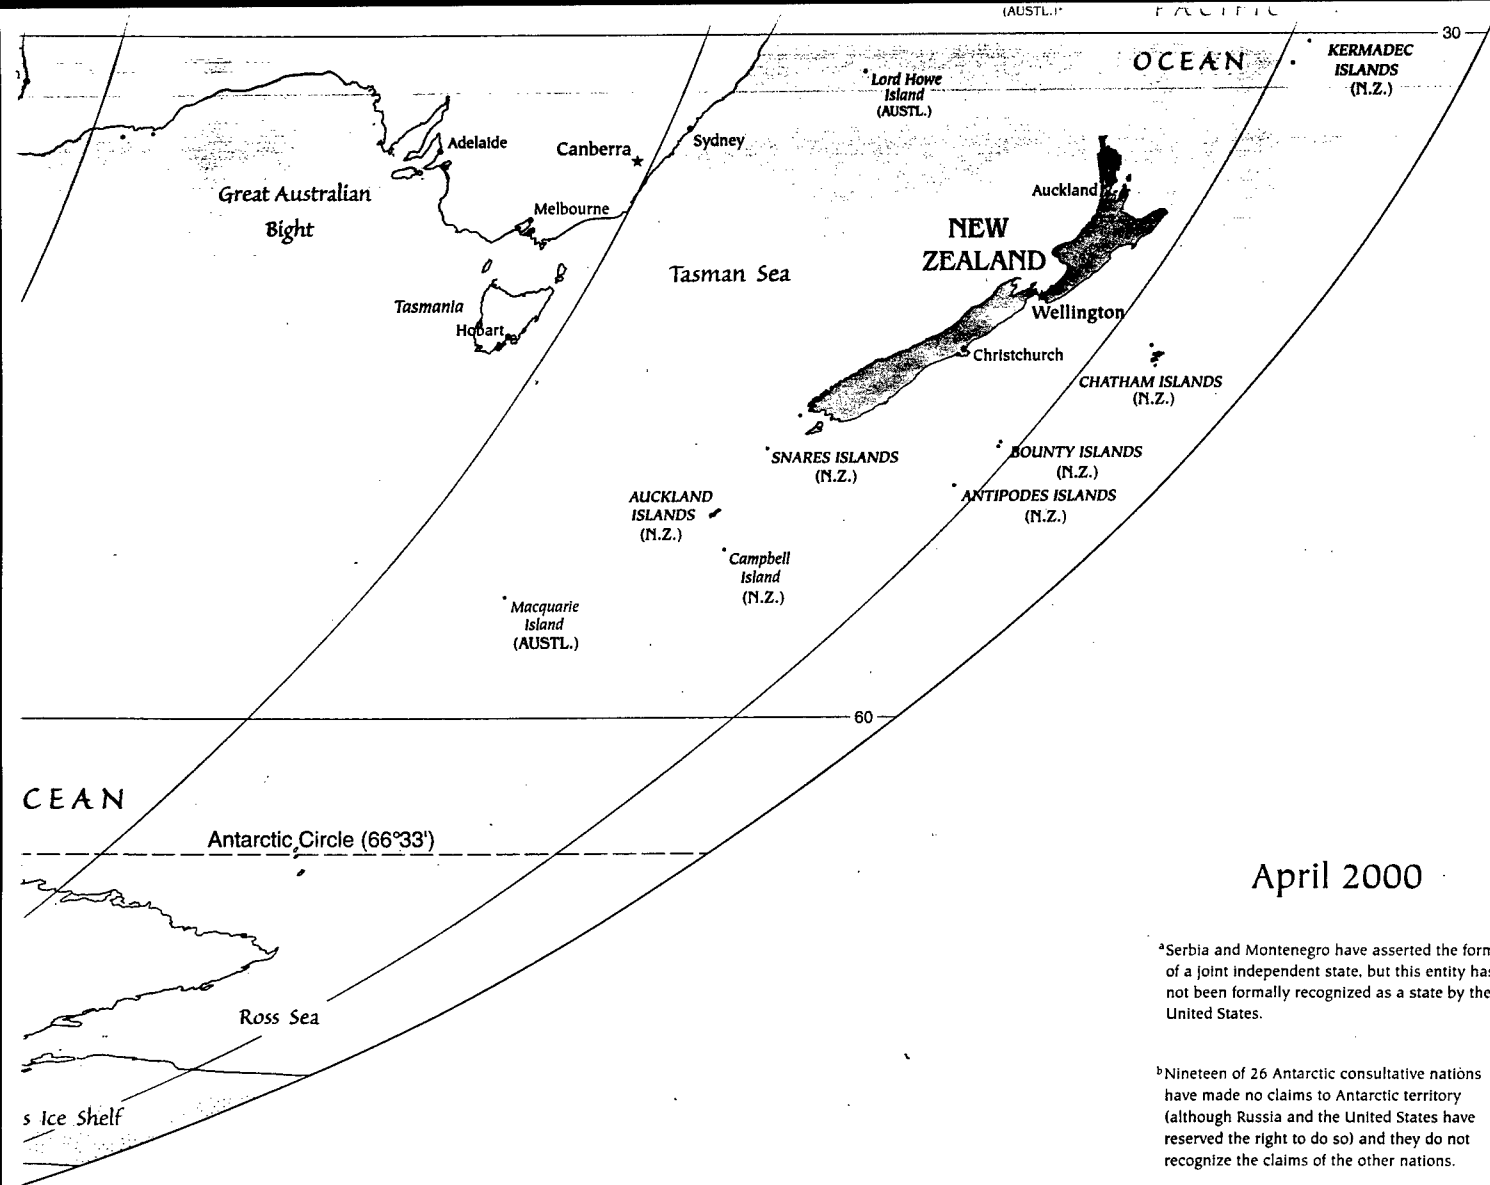 (AUSTL.)
PACIFIC
30
OCEAN
KERMADEC
ISLANDS
(N.Z.)
Lord Howe
Island
(AUSTL.)
Adelaide
Canberra
Sydney
Great Australian
Bight
Melbourne
Auckland
NEW
ZEALAND
Tasman Sea
Tasmania
Hobart
Wellington
Christchurch
CHATHAM ISLANDS
(N.Z.)
SNARES ISLANDS
(N.Z.)
BOUNTY ISLANDS
(N.Z.)
AUCKLAND
ISLANDS
(N.Z.)
ANTIPODES ISLANDS
(N.Z.)
Campbell
Island
(N.Z.)
Macquarie
Island
(AUSTL.)
60
CEAN
Antarctic Circle (66°33')
Ross Sea
s Ice Shelf
April 2000
ᵃSerbia and Montenegro have asserted the form
of a joint independent state, but this entity has
not been formally recognized as a state by the
United States.
ᵇNineteen of 26 Antarctic consultative nations
have made no claims to Antarctic territory
(although Russia and the United States have
reserved the right to do so) and they do not
recognize the claims of the other nations.